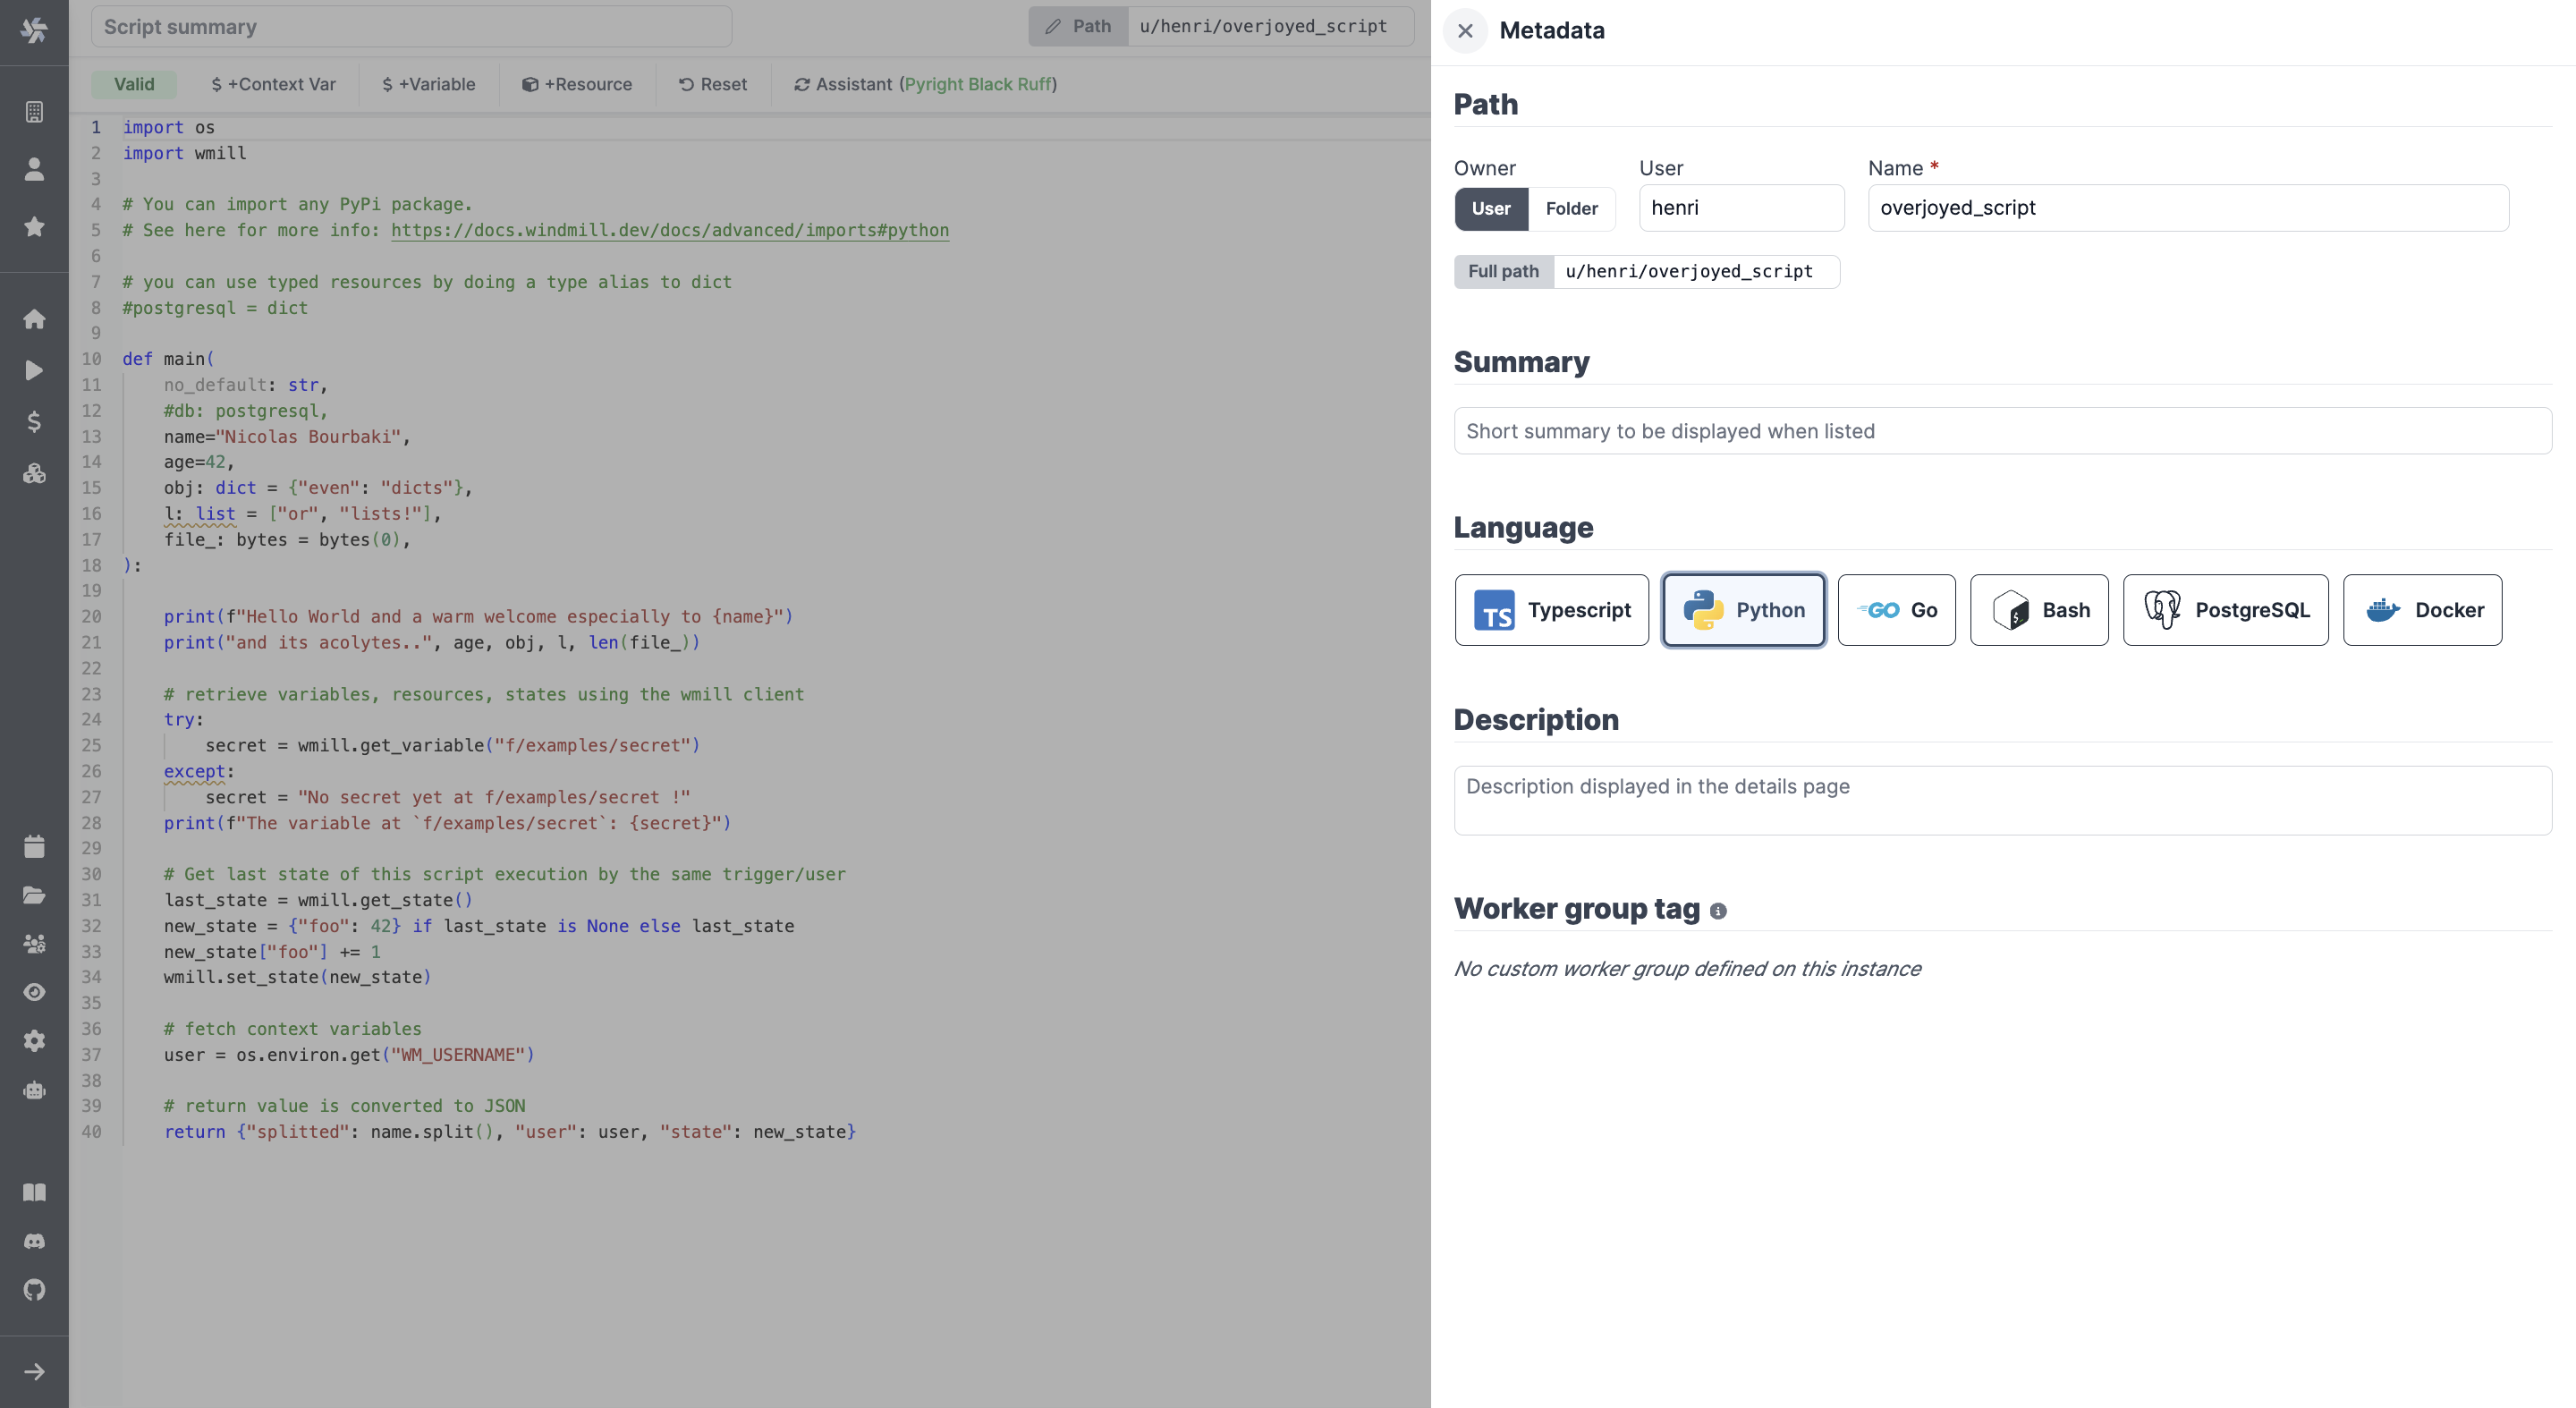 Script summary
Path u/henri/overjoyed_script
Valid $ +Context Var $ +Variable +Resource Reset Assistant (Pyright Black Ruff)
1 import os
2 import wmill
3
4 # You can import any PyPi package.
5 # See here for more info: https://docs.windmill.dev/docs/advanced/imports#python
6
7 # you can use typed resources by doing a type alias to dict
8 #postgresql = dict
9
10 def main(
11     no_default: str,
12     #db: postgresql,
13     name="Nicolas Bourbaki",
14     age=42,
15     obj: dict = {"even": "dicts"},
16     l: list = ["or", "lists!"],
17     file_: bytes = bytes(0),
18 ):
19
20     print(f"Hello World and a warm welcome especially to {name}")
21     print("and its acolytes..", age, obj, l, len(file_))
22
23     # retrieve variables, resources, states using the wmill client
24     try:
25         secret = wmill.get_variable("f/examples/secret")
26     except:
27         secret = "No secret yet at f/examples/secret !"
28     print(f"The variable at `f/examples/secret`: {secret}")
29
30     # Get last state of this script execution by the same trigger/user
31     last_state = wmill.get_state()
32     new_state = {"foo": 42} if last_state is None else last_state
33     new_state["foo"] += 1
34     wmill.set_state(new_state)
35
36     # fetch context variables
37     user = os.environ.get("WM_USERNAME")
38
39     # return value is converted to JSON
40     return {"splitted": name.split(), "user": user, "state": new_state}
Metadata
Path
Owner User Name *
User Folder henri overjoyed_script
Full path u/henri/overjoyed_script
Summary
Short summary to be displayed when listed
Language
TS Typescript Python GO Go $_ Bash PostgreSQL Docker
Description
Description displayed in the details page
Worker group tag
No custom worker group defined on this instance